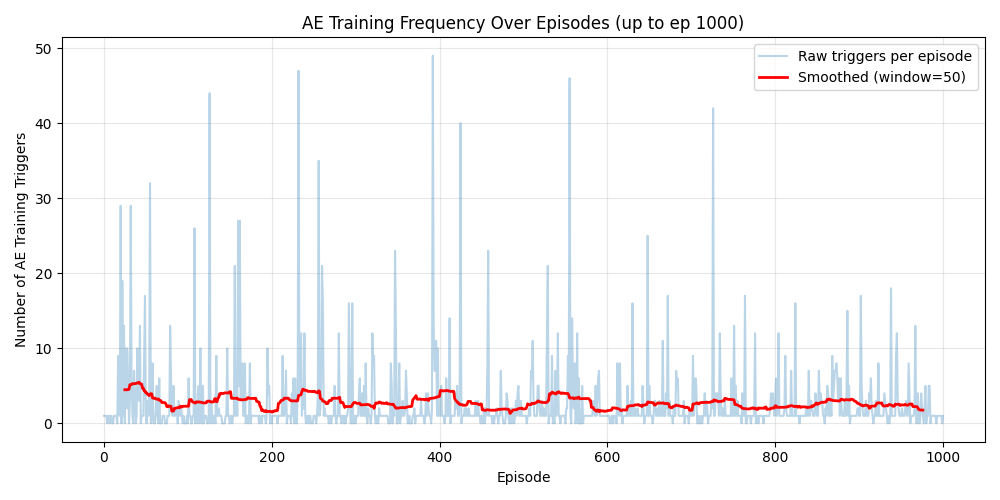 AE Training Frequency Over Episodes (up to ep 1000)
Raw triggers per episode
Smoothed (window=50)
Number of AE Training Triggers
50
40
30
20
10
0
0 200 400 600 800 1000
Episode